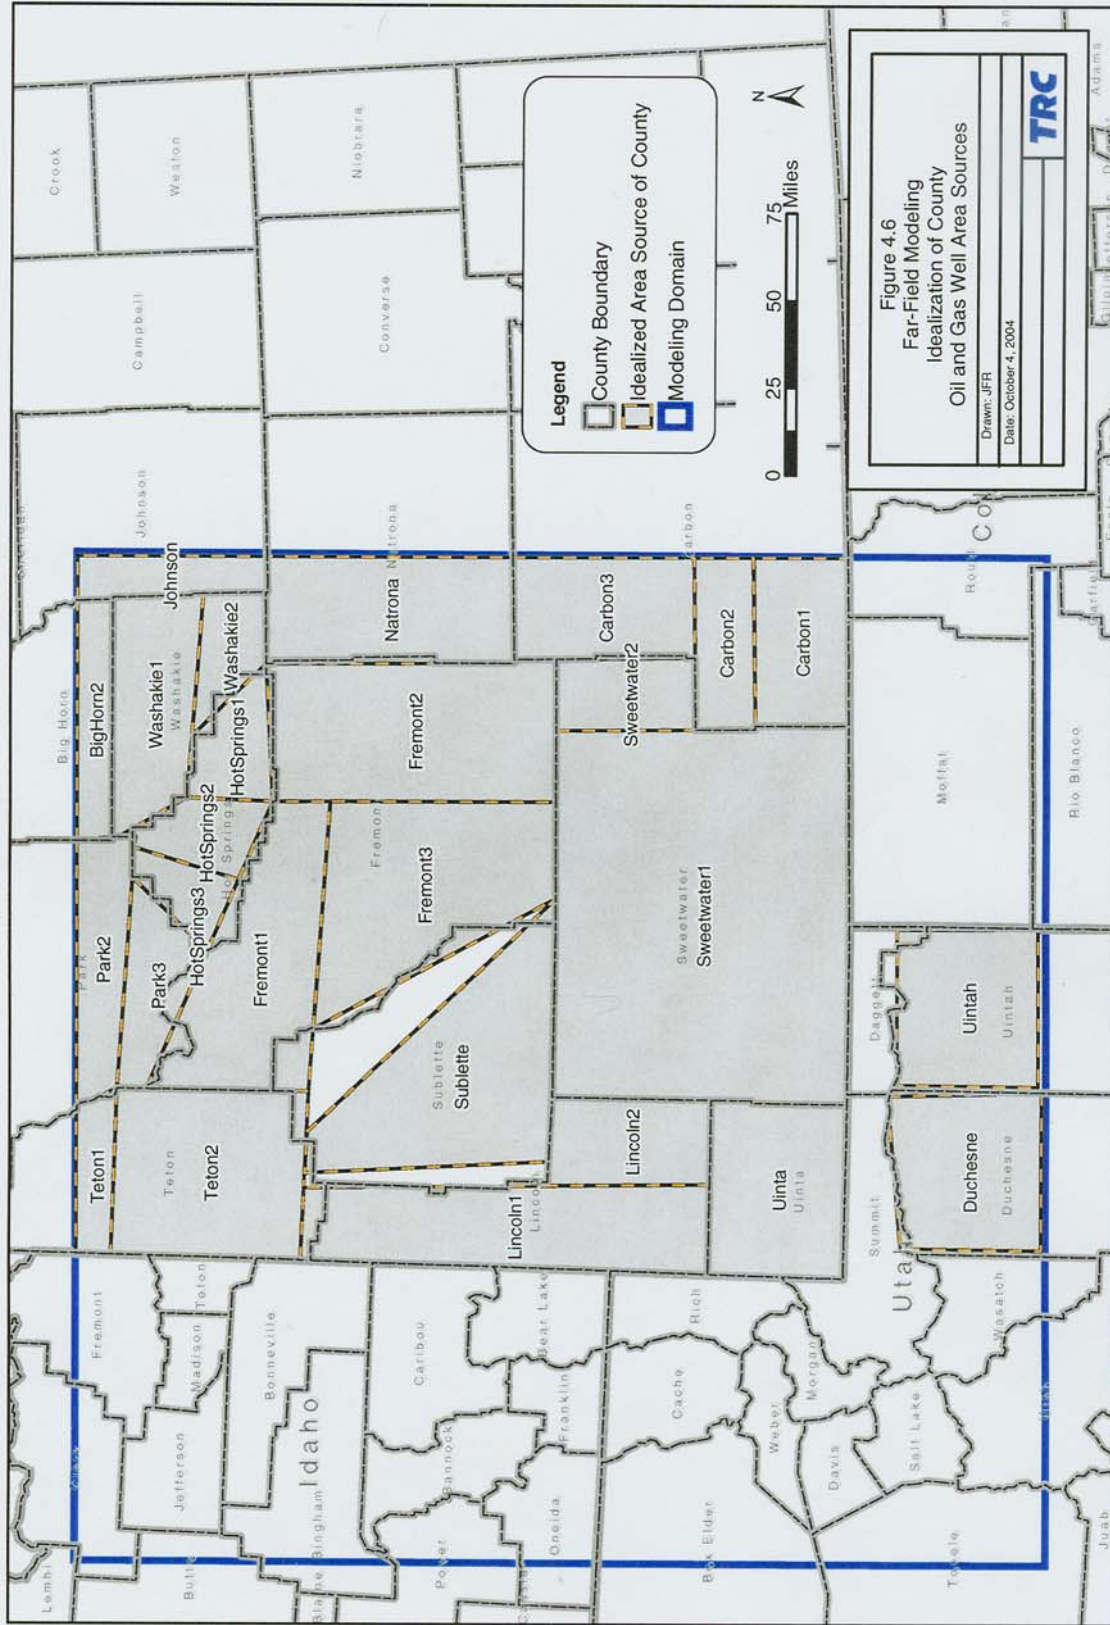 Crook
Weston
Niobrara
Campbell
Converse
Johnson
Natrona
Big Horn
BigHorn2
Johnson
Washakie1
Washakie
Washakie2
HotSprings1
HotSprings2
HotSprings3
Natrona
Fremont2
Park
Park2
Park3
Fremont1
Fremont3
Carbon3
Carbon2
Carbon1
Sweetwater2
Sweetwater
Sweetwater1
Teton1
Teton
Teton2
Sublette
Sublette
Lincoln1
Lincoln
Lincoln2
Uinta
Uinta
Lemhi
Fremont
Madison
Teton
Jefferson
Butte
Bonneville
Idaho
Bingham
Caribou
Bannock
Power
Bear Lake
Franklin
Oneida
Rich
Cache
Box Elder
Weber
Morgan
Davis
Salt Lake
Summit
Utah
Tooele
Wasatch
Juab
Daggett
Duchesne
Duchesne
Uintah
Uintah
Moffat
Rio Blanco
Legend
County Boundary
Idealized Area Source of County
Modeling Domain
N
0 25 50 75 Miles
Figure 4.6
Far-Field Modeling
Idealization of County
Oil and Gas Well Area Sources
Drawn: JFR
Date: October 4, 2004
TRC
Adams